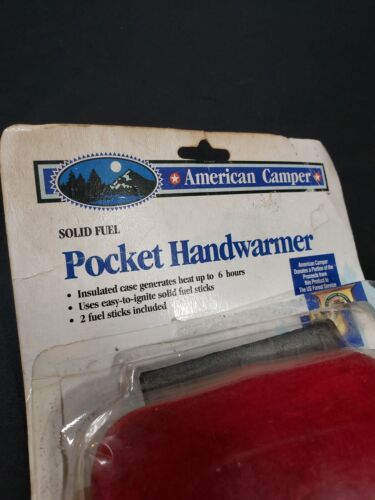 American Camper
SOLID FUEL
Pocket Handwarmer
• Insulated case generates heat up to 6 hours
• Uses easy-to-ignite solid fuel sticks
• 2 fuel sticks included
American Camper
Donates a Portion of the
Proceeds from
this Product to
The US Forest Service